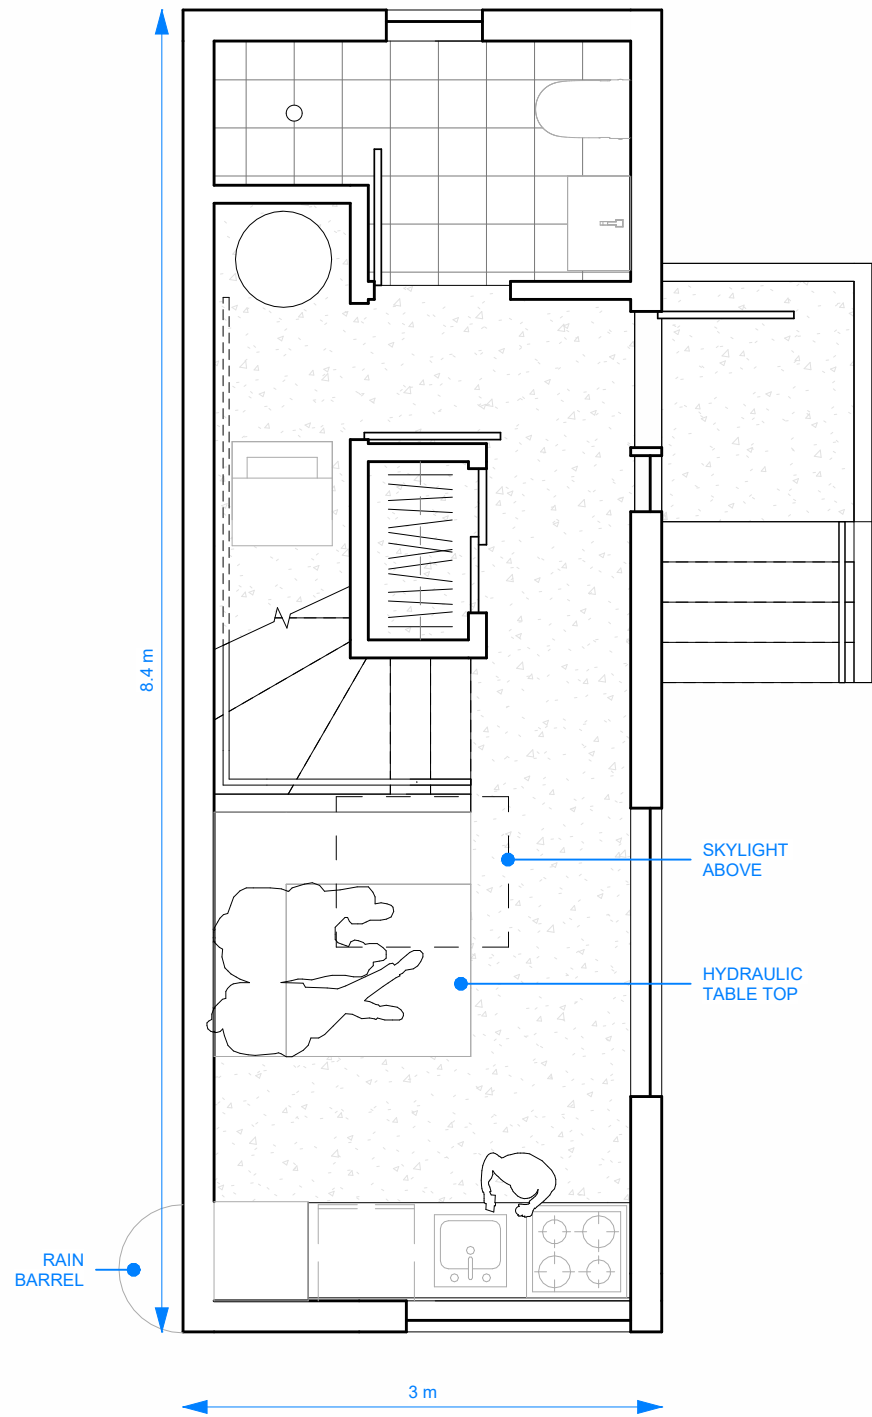 8.4 m
SKYLIGHT
ABOVE
HYDRAULIC
TABLE TOP
RAIN
BARREL
3 m